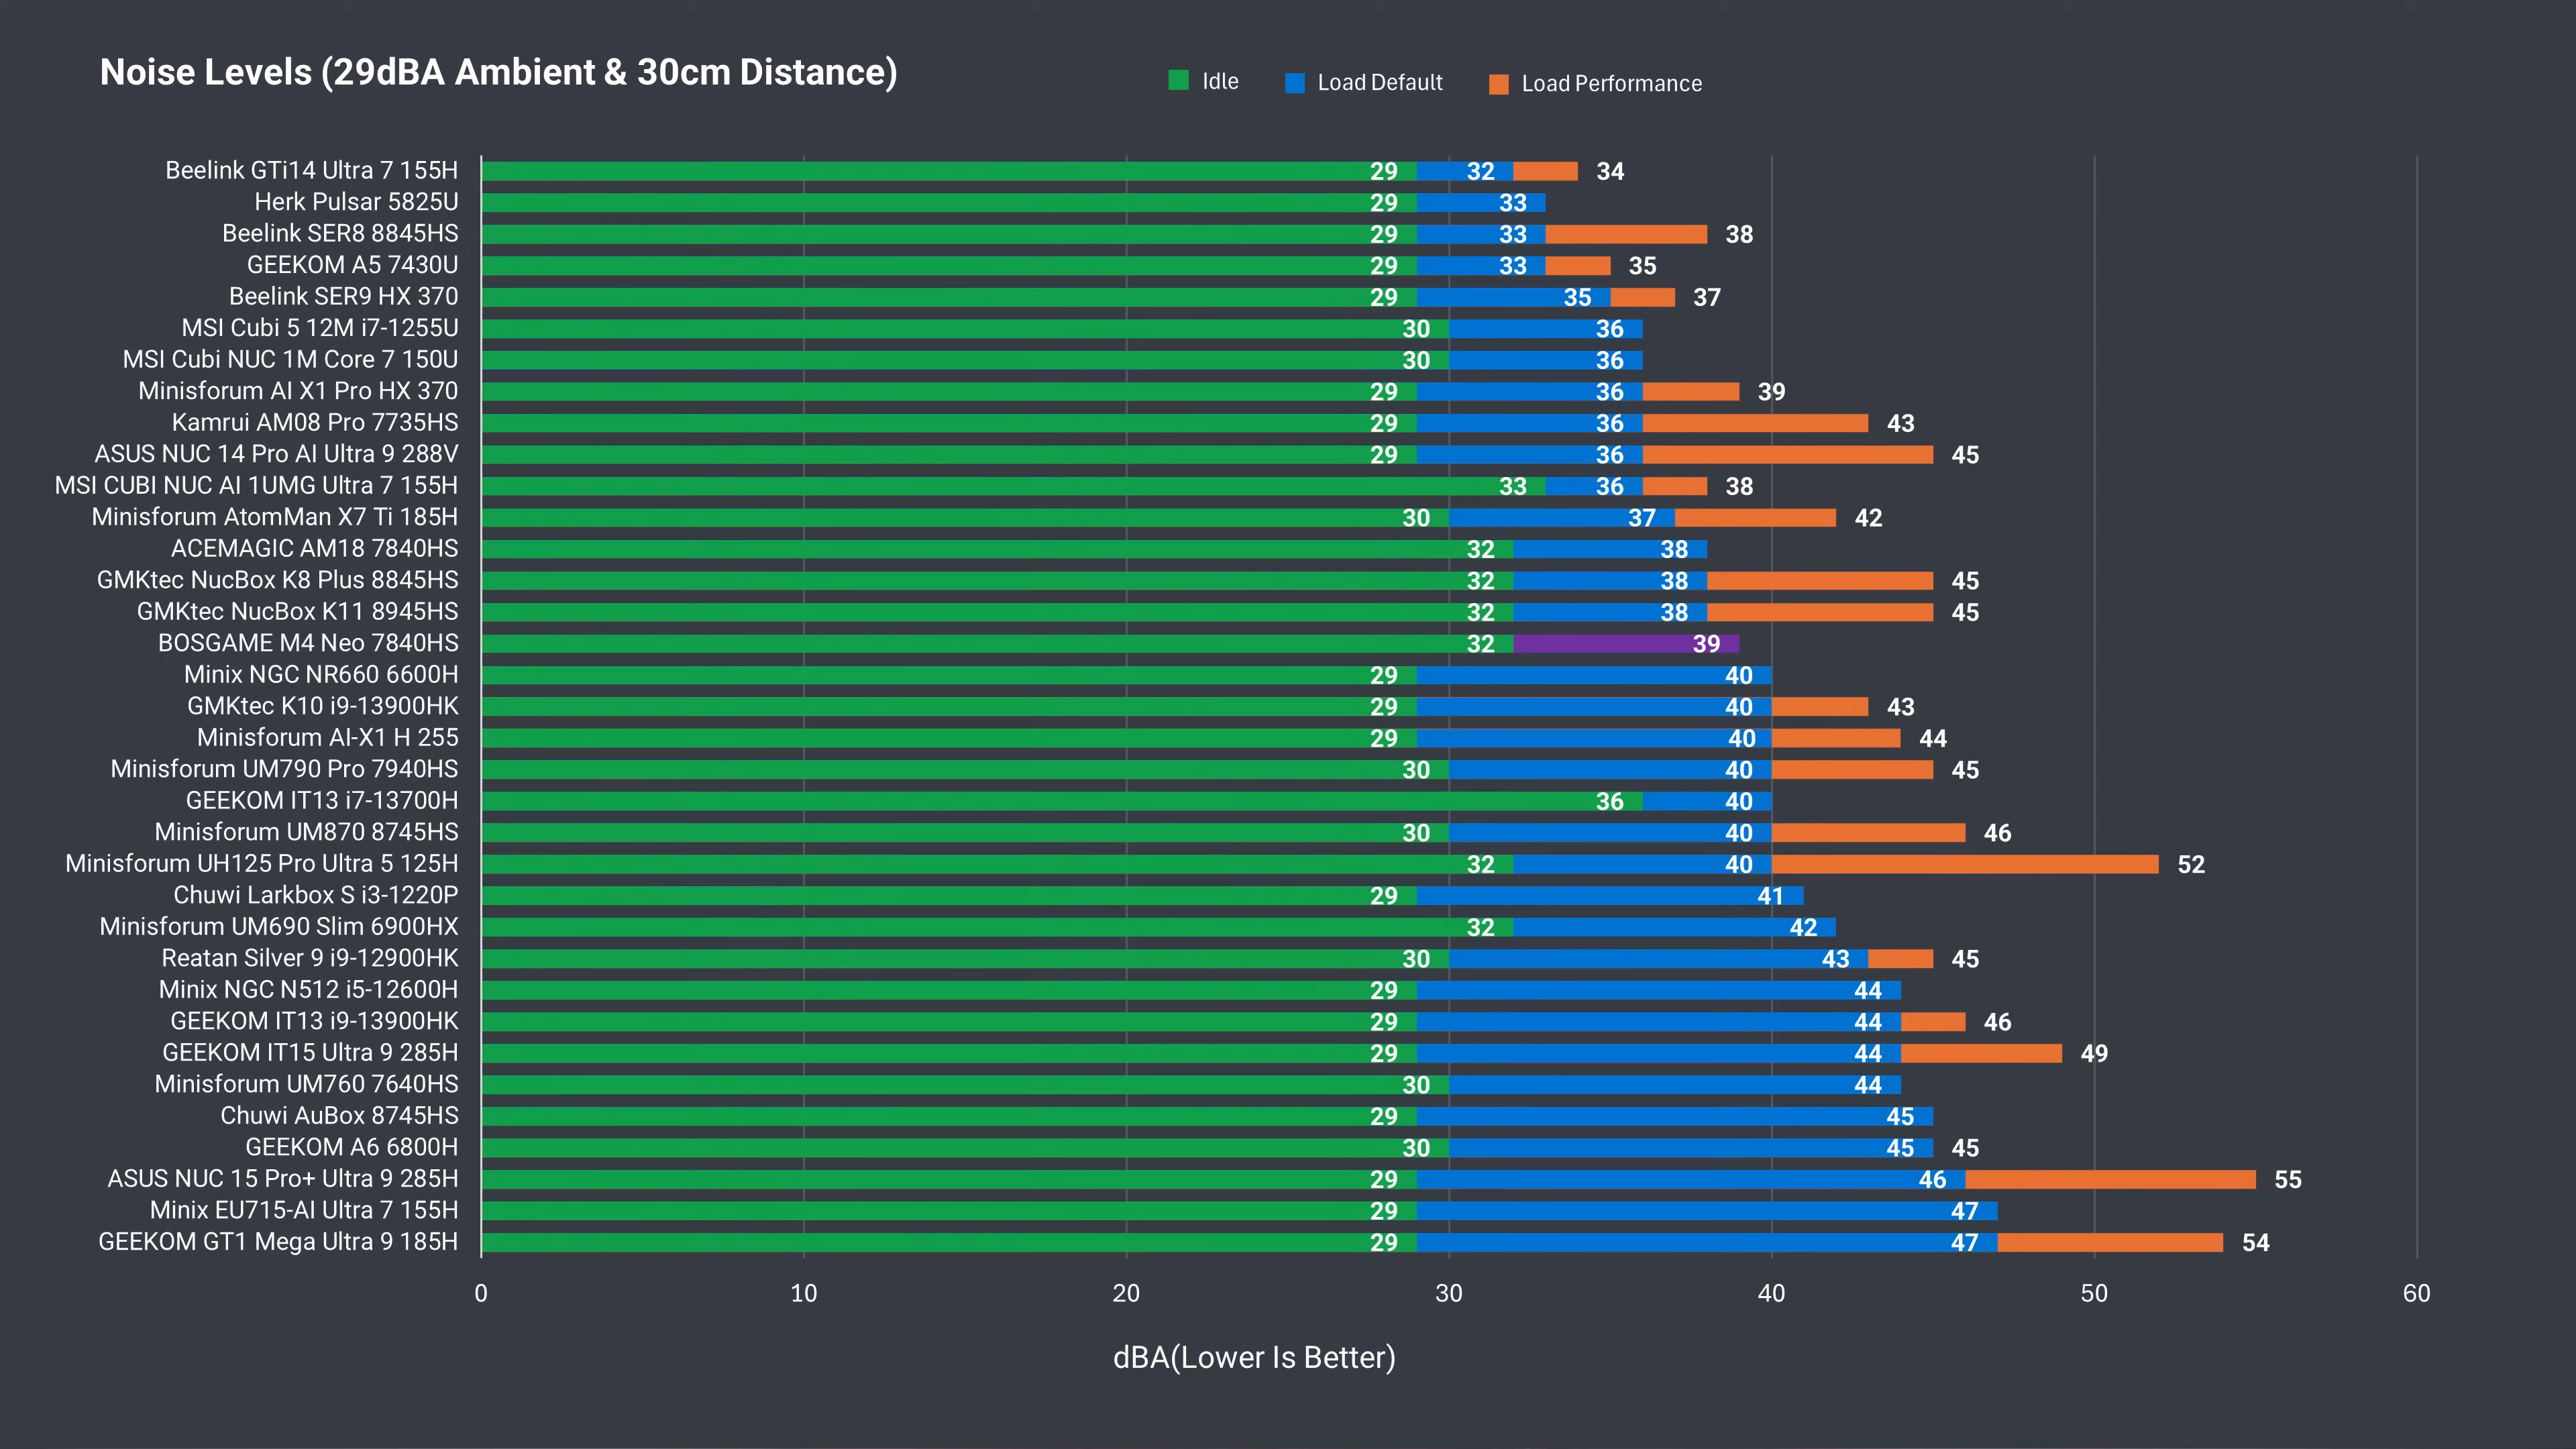 Noise Levels (29dBA Ambient & 30cm Distance)
Idle Load Default Load Performance
Beelink GTi14 Ultra 7 155H 29 32 34
Herk Pulsar 5825U 29 33
Beelink SER8 8845HS 29 33 38
GEEKOM A5 7430U 29 33 35
Beelink SER9 HX 370 29 35 37
MSI Cubi 5 12M i7-1255U 30 36
MSI Cubi NUC 1M Core 7 150U 30 36
Minisforum AI X1 Pro HX 370 29 36 39
Kamrui AM08 Pro 7735HS 29 36 43
ASUS NUC 14 Pro AI Ultra 9 288V 29 36 45
MSI CUBI NUC AI 1UMG Ultra 7 155H 33 36 38
Minisforum AtomMan X7 Ti 185H 30 37 42
ACEMAGIC AM18 7840HS 32 38
GMKtec NucBox K8 Plus 8845HS 32 38 45
GMKtec NucBox K11 8945HS 32 38 45
BOSGAME M4 Neo 7840HS 32 39
Minix NGC NR660 6600H 29 40
GMKtec K10 i9-13900HK 29 40 43
Minisforum AI-X1 H 255 29 40 44
Minisforum UM790 Pro 7940HS 30 40 45
GEEKOM IT13 i7-13700H 36 40
Minisforum UM870 8745HS 30 40 46
Minisforum UH125 Pro Ultra 5 125H 32 40 52
Chuwi Larkbox S i3-1220P 29 41
Minisforum UM690 Slim 6900HX 32 42
Reatan Silver 9 i9-12900HK 30 43 45
Minix NGC N512 i5-12600H 29 44
GEEKOM IT13 i9-13900HK 29 44 46
GEEKOM IT15 Ultra 9 285H 29 44 49
Minisforum UM760 7640HS 30 44
Chuwi AuBox 8745HS 29 45
GEEKOM A6 6800H 30 45 45
ASUS NUC 15 Pro+ Ultra 9 285H 29 46 55
Minix EU715-AI Ultra 7 155H 29 47
GEEKOM GT1 Mega Ultra 9 185H 29 47 54
0 10 20 30 40 50 60
dBA(Lower Is Better)